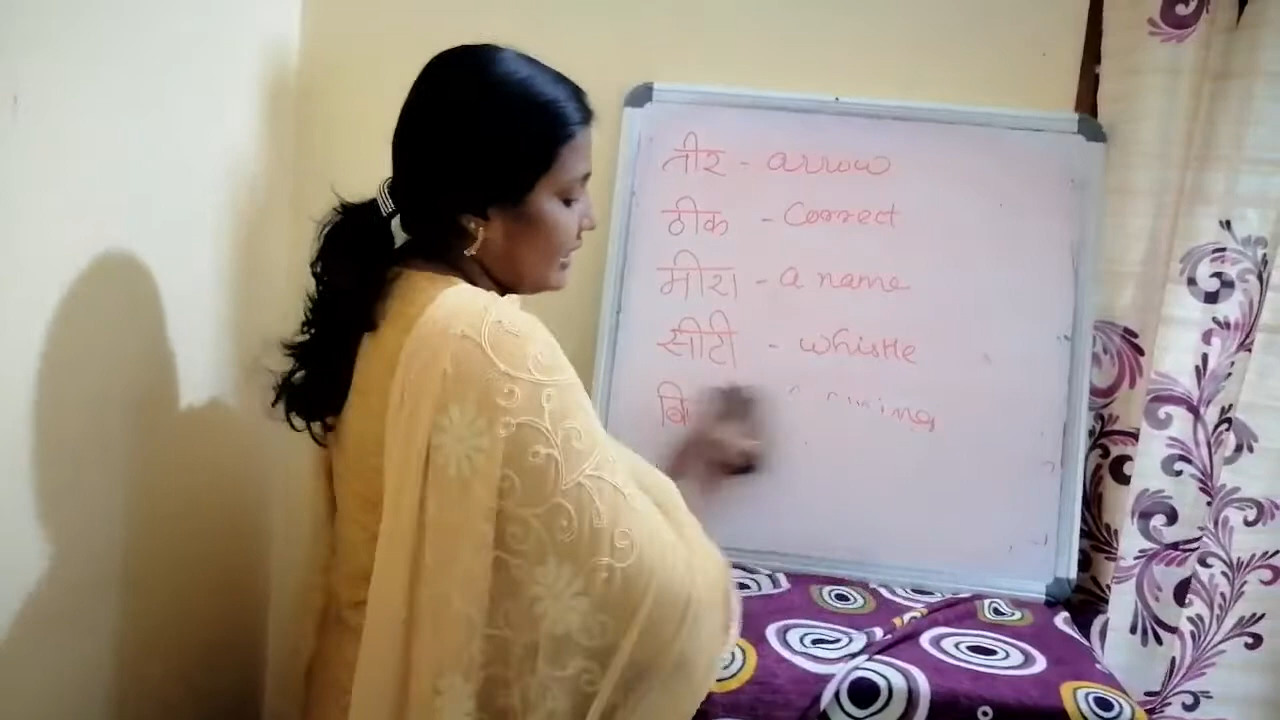 तीर - arrow
ठीक - Correct
मीरा - a name
सीटी - whistle